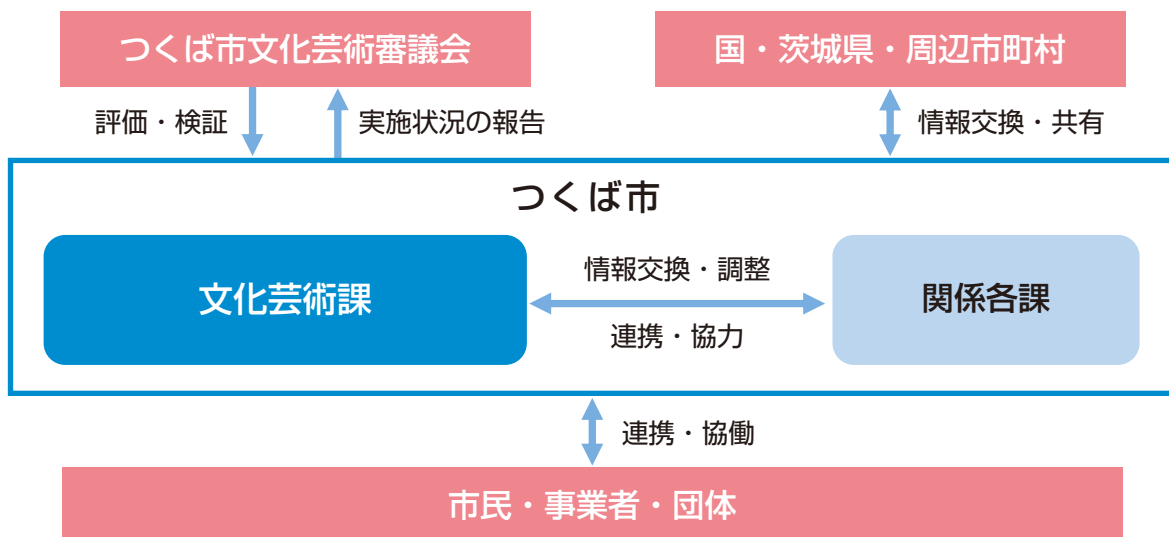 つくば市文化芸術審議会
国・茨城県・周辺市町村
評価・検証
実施状況の報告
情報交換・共有
つくば市
文化芸術課
情報交換・調整
連携・協力
関係各課
連携・協働
市民・事業者・団体